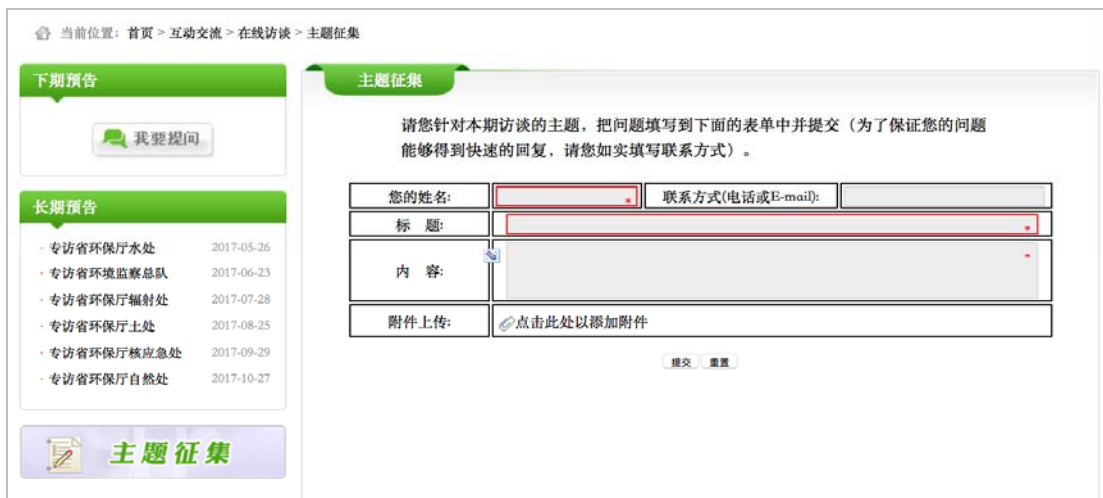 当前位置：首页 > 互动交流 > 在线访谈 > 主题征集
下期预告
我要提问
长期预告
· 专访省环保厅水处 2017-05-26
· 专访省环境监察总队 2017-06-23
· 专访省环保厅辐射处 2017-07-28
· 专访省环保厅土处 2017-08-25
· 专访省环保厅核应急处 2017-09-29
· 专访省环保厅自然处 2017-10-27
主题征集
主题征集
请您针对本期访谈的主题，把问题填写到下面的表单中并提交（为了保证您的问题
能够得到快速的回复，请您如实填写联系方式）。
您的姓名: * 联系方式(电话或E-mail):
标 题: *
内 容: *
附件上传: 点击此处以添加附件
提交 重置